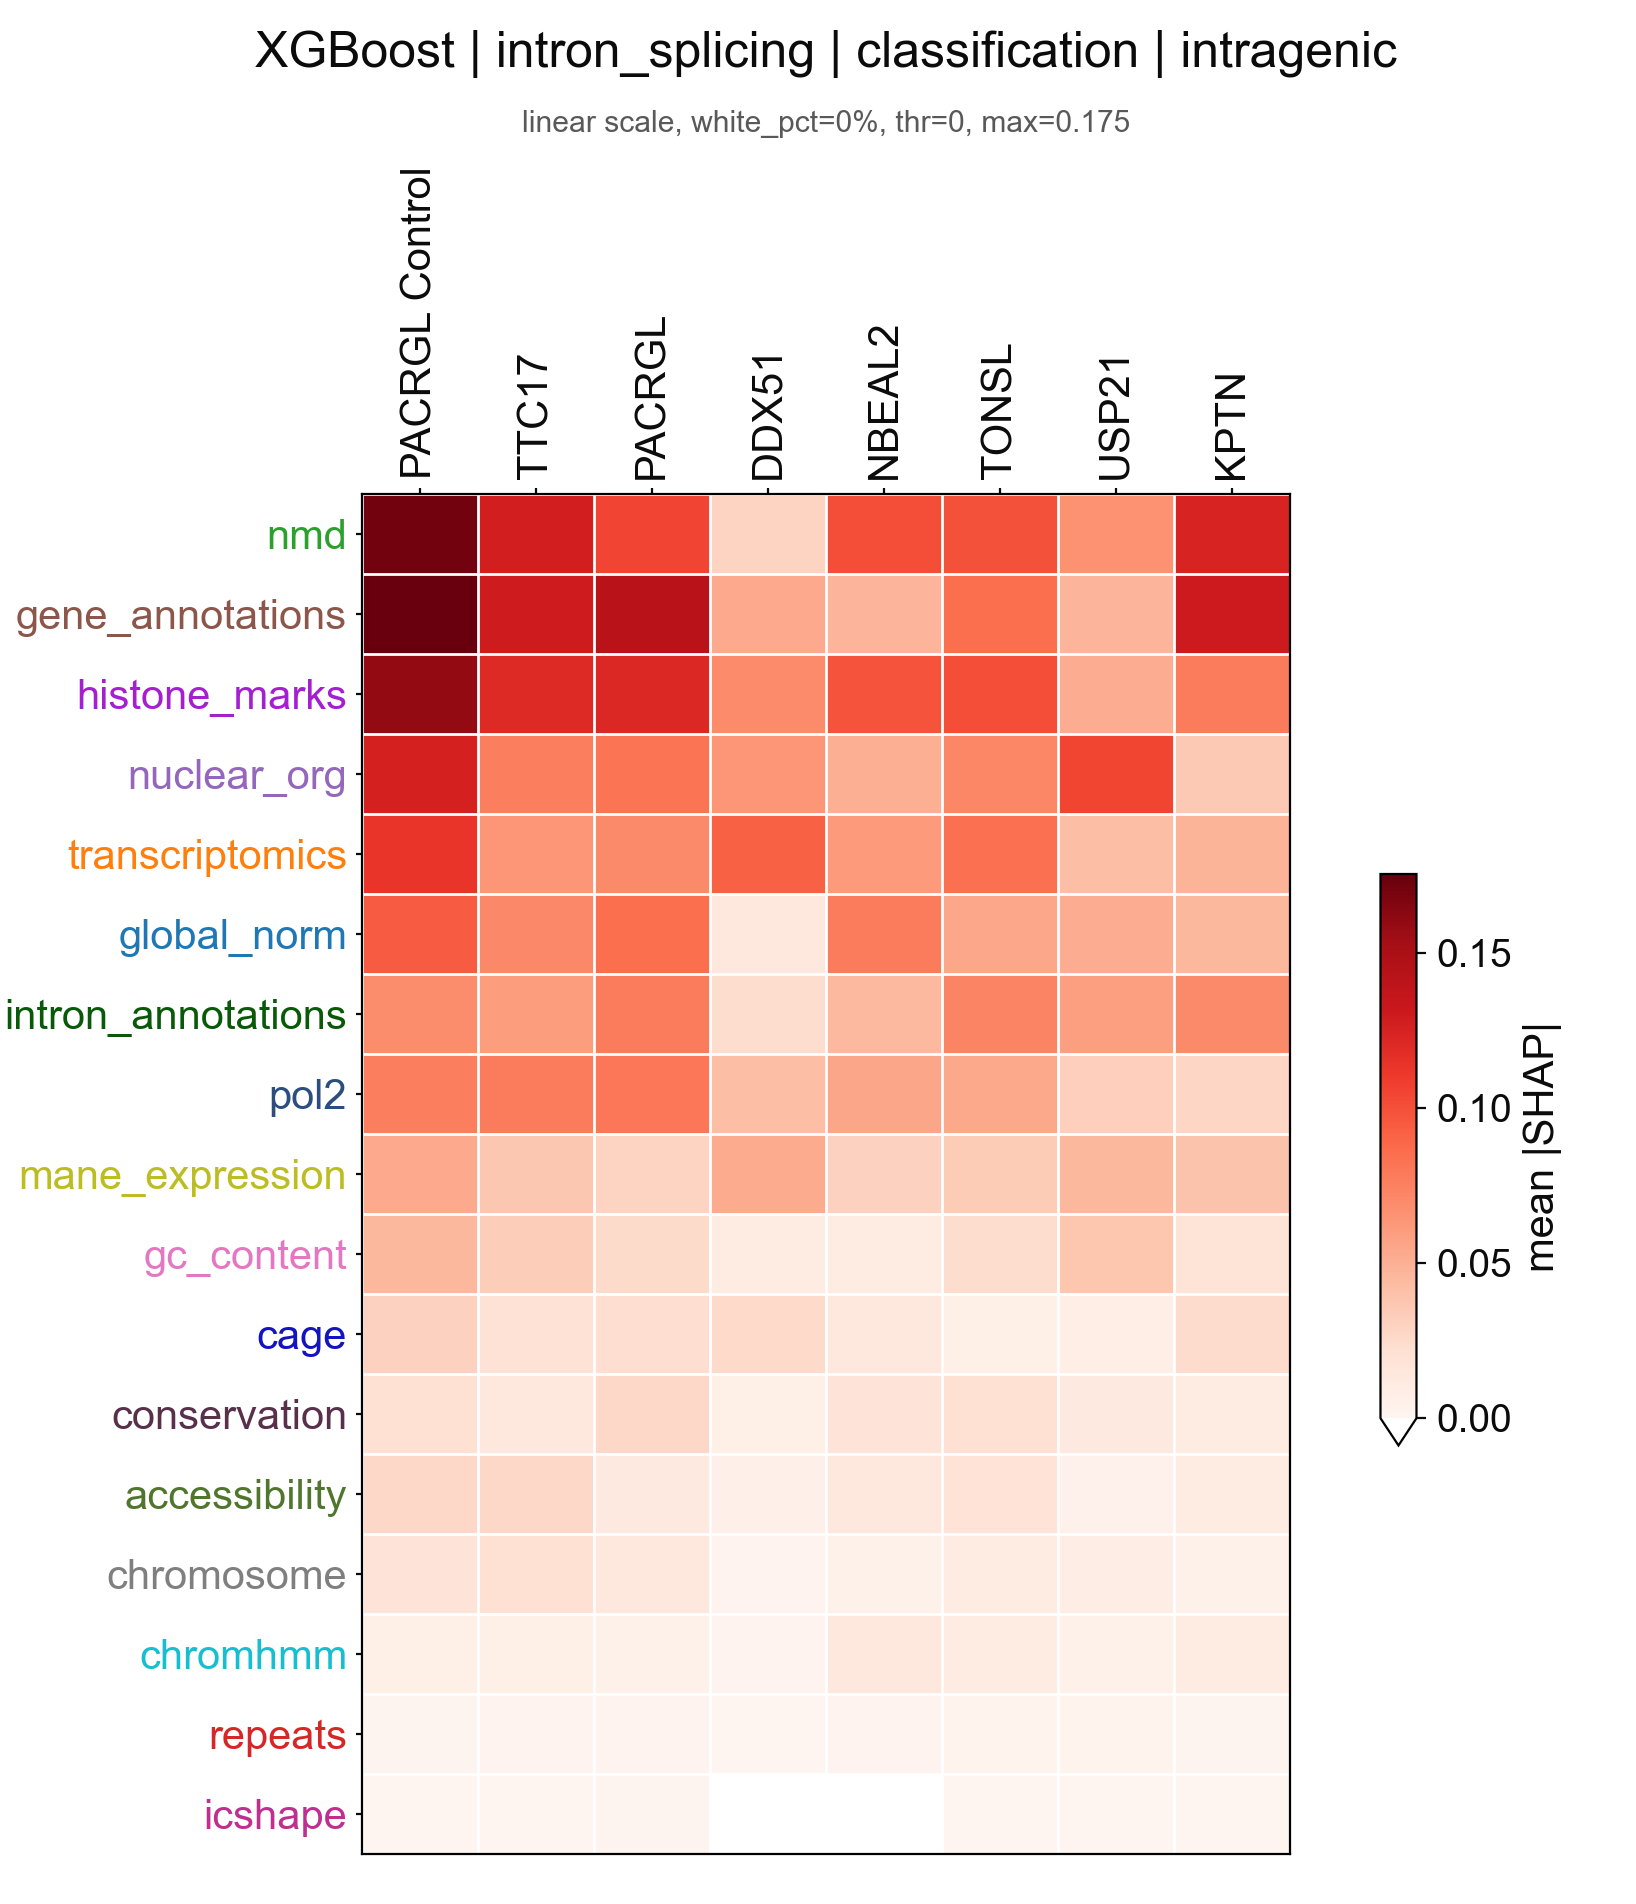 XGBoost | intron_splicing | classification | intragenic
linear scale, white_pct=0%, thr=0, max=0.175
PACRGL Control
TTC17
PACRGL
DDX51
NBEAL2
TONSL
USP21
KPTN
nmd
gene_annotations
histone_marks
nuclear_org
transcriptomics
global_norm
intron_annotations
pol2
mane_expression
gc_content
cage
conservation
accessibility
chromosome
chromhmm
repeats
icshape
0.15
0.10
0.05
0.00
mean |SHAP|